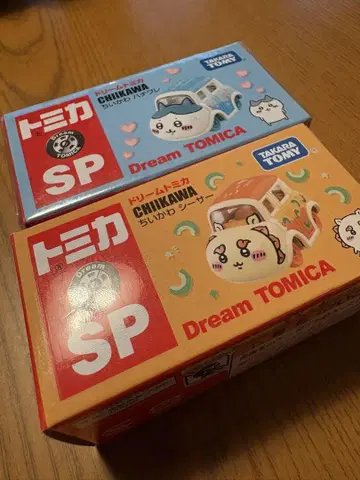 トミカ
Dream
TOMICA
SP
ドリームトミカ
CHIIKAWA
ちいかわ ハチワレ
TAKARA
TOMY
Dream TOMICA
トミカ
Dream
TOMICA
SP
ドリームトミカ
CHIIKAWA
ちいかわ シーサー
TAKARA
TOMY
Dream TOMICA